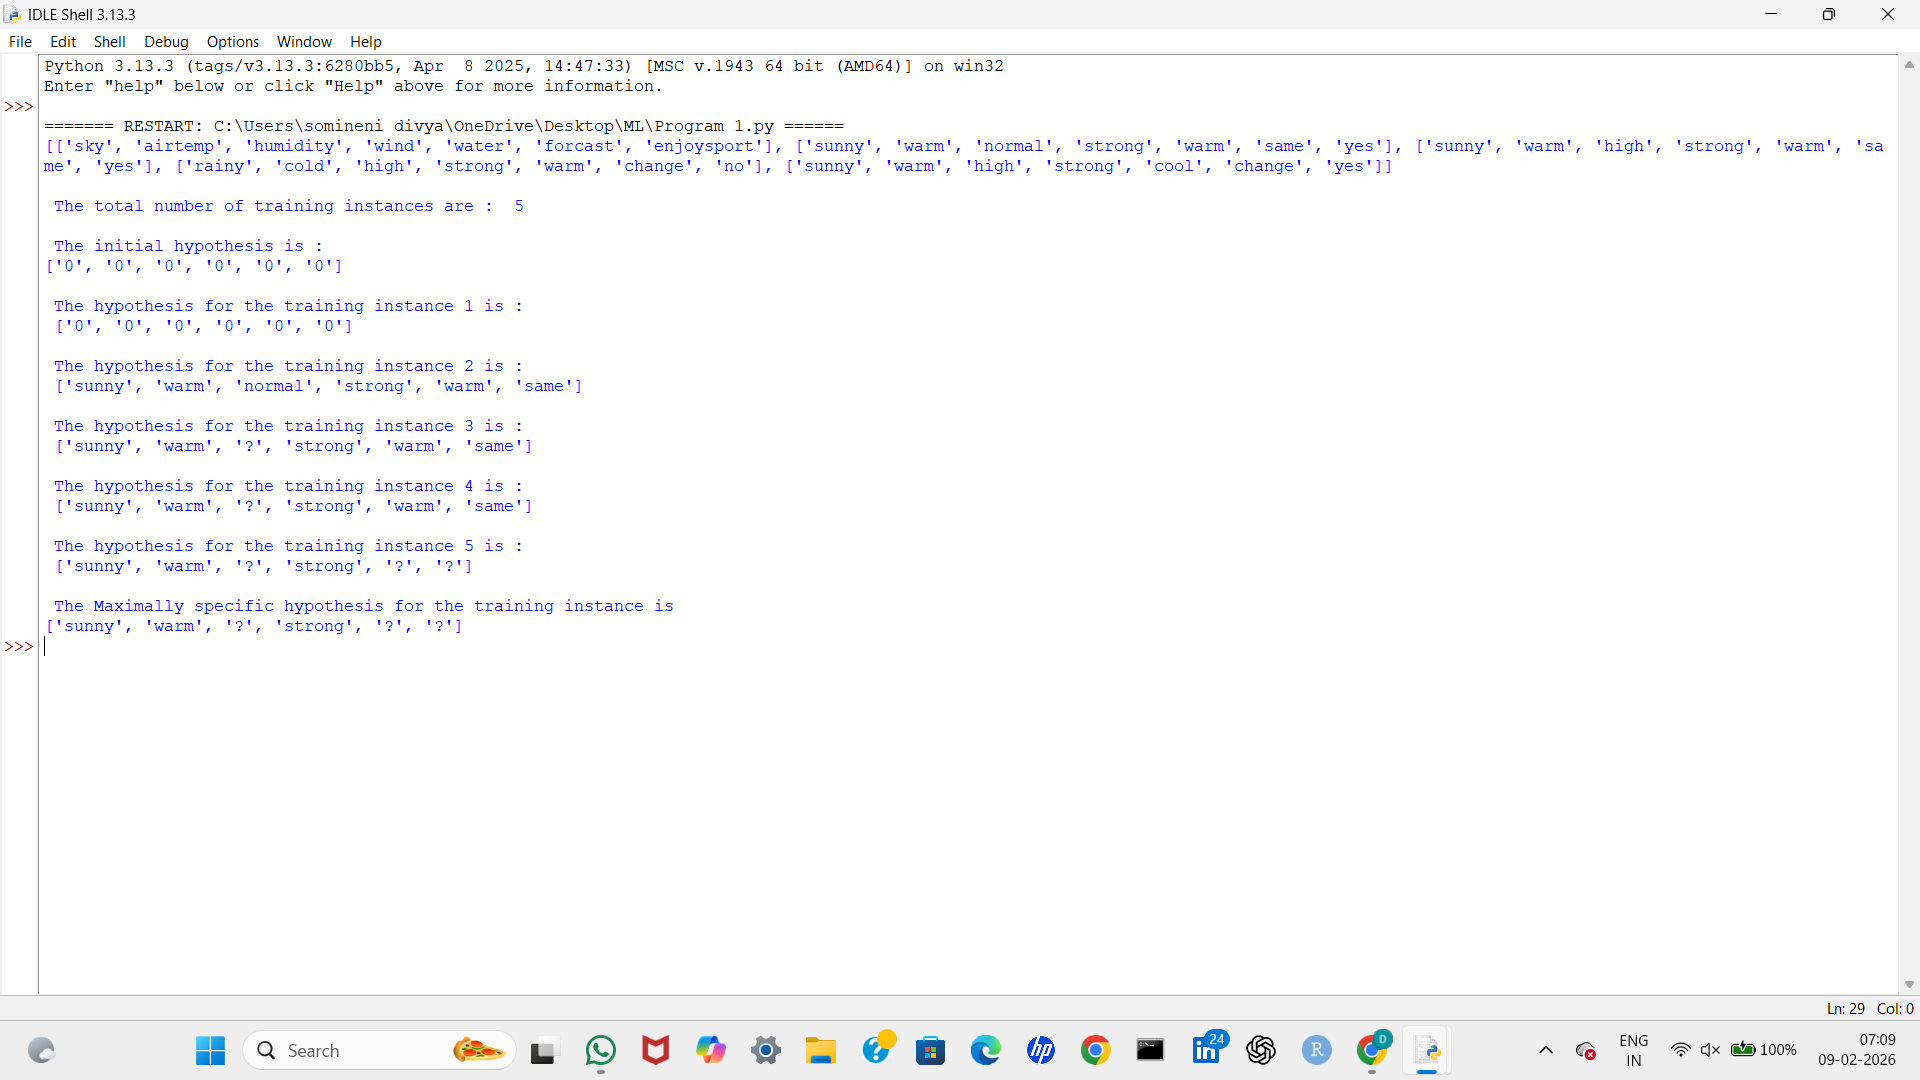 IDLE Shell 3.13.3
File Edit Shell Debug Options Window Help
Python 3.13.3 (tags/v3.13.3:6280bb5, Apr  8 2025, 14:47:33) [MSC v.1943 64 bit (AMD64)] on win32
Enter "help" below or click "Help" above for more information.
>>>
======= RESTART: C:\Users\somineni divya\OneDrive\Desktop\ML\Program 1.py ======
[['sky', 'airtemp', 'humidity', 'wind', 'water', 'forcast', 'enjoysport'], ['sunny', 'warm', 'normal', 'strong', 'warm', 'same', 'yes'], ['sunny', 'warm', 'high', 'strong', 'warm', 'sa
me', 'yes'], ['rainy', 'cold', 'high', 'strong', 'warm', 'change', 'no'], ['sunny', 'warm', 'high', 'strong', 'cool', 'change', 'yes']]
The total number of training instances are :  5
The initial hypothesis is :
['0', '0', '0', '0', '0', '0']
The hypothesis for the training instance 1 is :
['0', '0', '0', '0', '0', '0']
The hypothesis for the training instance 2 is :
['sunny', 'warm', 'normal', 'strong', 'warm', 'same']
The hypothesis for the training instance 3 is :
['sunny', 'warm', '?', 'strong', 'warm', 'same']
The hypothesis for the training instance 4 is :
['sunny', 'warm', '?', 'strong', 'warm', 'same']
The hypothesis for the training instance 5 is :
['sunny', 'warm', '?', 'strong', '?', '?']
The Maximally specific hypothesis for the training instance is
['sunny', 'warm', '?', 'strong', '?', '?']
>>>
Ln: 29 Col: 0
Search
hp
24
R
D
ENG
IN
100%
07:09
09-02-2026